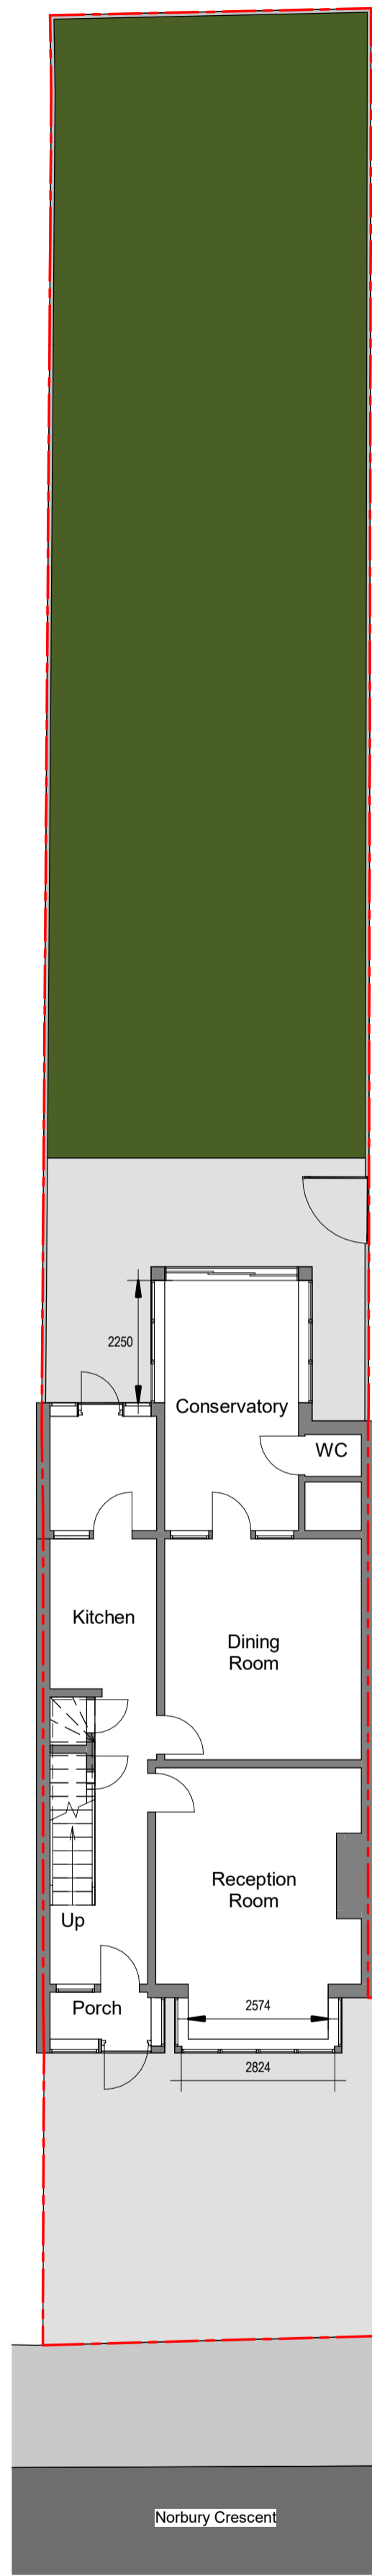 2250
Conservatory
WC
Kitchen
Dining
Room
Reception
Room
Up
Porch
2574
2824
Norbury Crescent